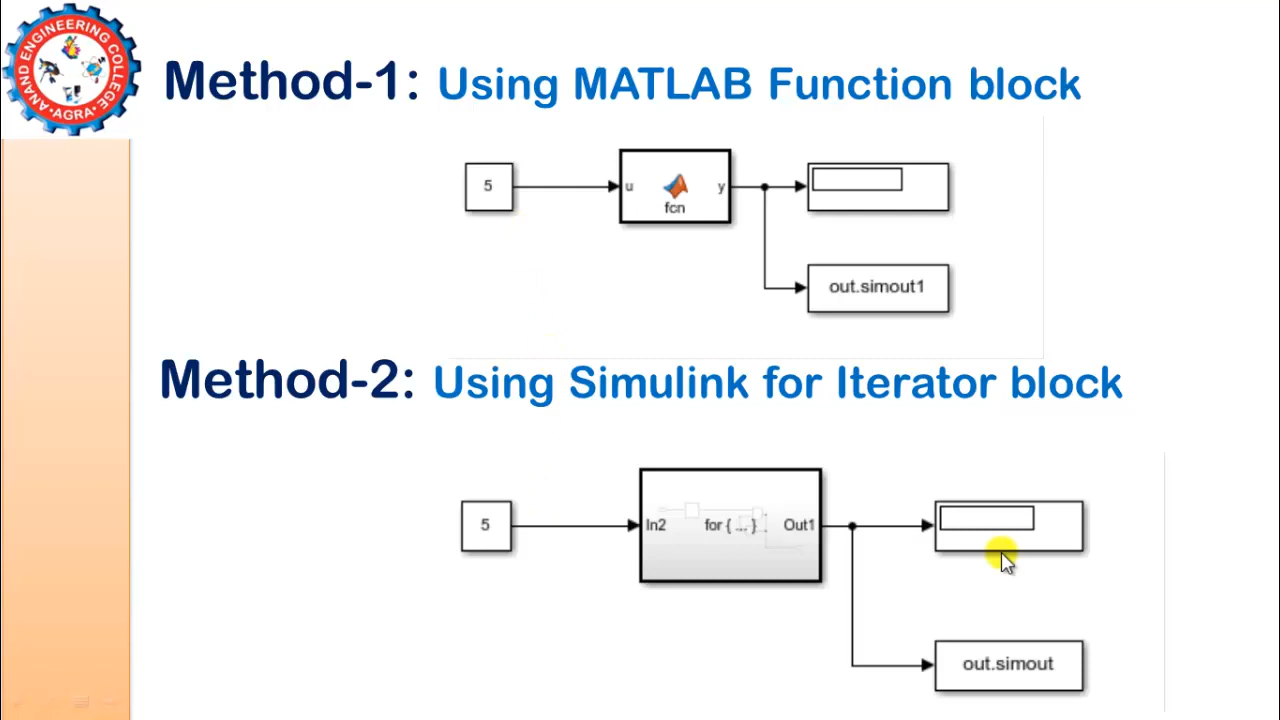 ANAND ENGINEERING COLLEGE
AGRA
Method-1: Using MATLAB Function block
5
u
y
fcn
out.simout1
Method-2: Using Simulink for Iterator block
5
In2
for { ... }
Out1
out.simout